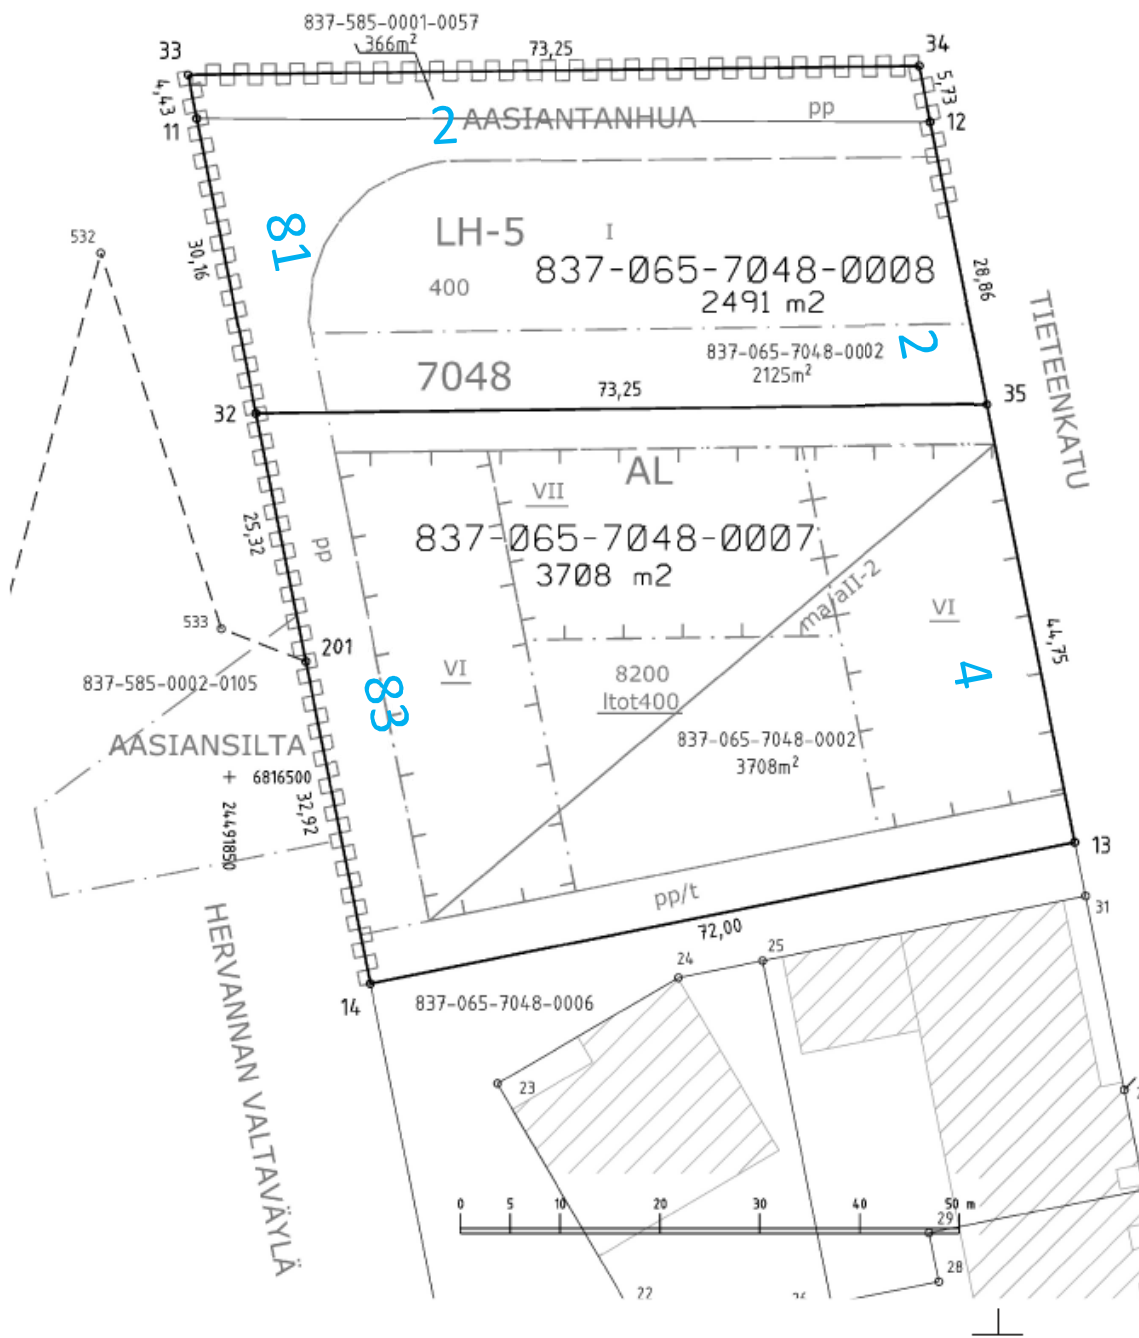 837-585-0001-0057
366m²
73,25
33
34
4,43
5,73
11
2
AASIANTANHUA
pp
12
81
532
30,16
LH-5
I
837-065-7048-0008
2491 m2
28,86
400
TIETEENKATU
2
837-065-7048-0002
2125m²
7048
73,25
32
35
AL
VII
25,32
pp
837-065-7048-0007
3708 m2
ma/aII-2
533
201
VI
VI
44,75
837-585-0002-0105
83
8200
ltot400
4
AASIANSILTA
837-065-7048-0002
3708m²
+ 6816500
24491850
32,92
13
pp/t
31
72,00
HERVANNAN VALTAVÄYLÄ
25
24
14
837-065-7048-0006
23
0 5 10 20 30 40 50 m
29
28
22